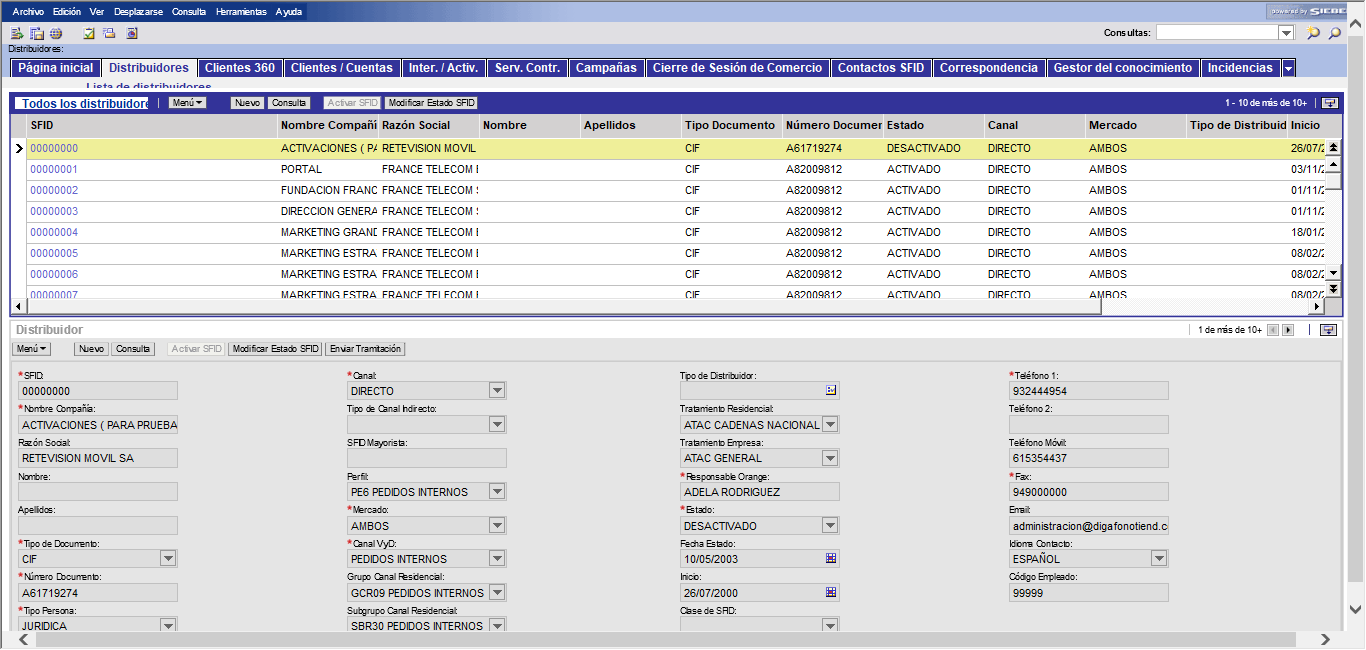 Archivo Edición Ver Desplazarse Consulta Herramientas Ayuda powered by SIEBE
Consultas:
Distribuidores:
Página inicial Distribuidores Clientes 360 Clientes / Cuentas Inter. / Activ. Serv. Contr. Campañas Cierre de Sesión de Comercio Contactos SFID Correspondencia Gestor del conocimiento Incidencias
Lista de distribuidores
Todos los distribuidore Menú Nuevo Consulta Activar SFID Modificar Estado SFID 1 - 10 de más de 10+
SFID Nombre Compañí Razón Social Nombre Apellidos Tipo Documento Número Documer Estado Canal Mercado Tipo de Distribuid Inicio
00000000 ACTIVACIONES ( PA RETEVISION MOVIL CIF A61719274 DESACTIVADO DIRECTO AMBOS 26/07/2
00000001 PORTAL FRANCE TELECOM E CIF A82009812 ACTIVADO DIRECTO AMBOS 03/11/2
00000002 FUNDACION FRANC FRANCE TELECOM S CIF A82009812 ACTIVADO DIRECTO AMBOS 01/11/2
00000003 DIRECCION GENERA FRANCE TELECOM S CIF A82009812 ACTIVADO DIRECTO AMBOS 01/11/2
00000004 MARKETING GRAND FRANCE TELECOM E CIF A82009812 ACTIVADO DIRECTO AMBOS 18/01/2
00000005 MARKETING ESTRA FRANCE TELECOM E CIF A82009812 ACTIVADO DIRECTO AMBOS 08/02/2
00000006 MARKETING ESTRA FRANCE TELECOM E CIF A82009812 ACTIVADO DIRECTO AMBOS 08/02/2
00000007 MARKETING ESTRA FRANCE TELECOM E CIF A82009812 ACTIVADO DIRECTO AMBOS 08/02/2
Distribuidor 1 de más de 10+
Menú Nuevo Consulta Activar SFID Modificar Estado SFID Enviar Tramitación
*SFID: *Canal: Tipo de Distribuidor: *Teléfono 1:
00000000 DIRECTO 932444954
*Nombre Compañía: Tipo de Canal Indirecto: Tratamiento Residencial: Teléfono 2:
ACTIVACIONES ( PARA PRUEBA ATAC CADENAS NACIONAL
Razón Social: SFID Mayorista: Tratamiento Empresa: Teléfono Móvil:
RETEVISION MOVIL SA ATAC GENERAL 615354437
Nombre: Perfil: *Responsable Orange: *Fax:
PE6 PEDIDOS INTERNOS ADELA RODRIGUEZ 949000000
Apellidos: *Mercado: *Estado: Email:
AMBOS DESACTIVADO administracion@digafonotiend.c
*Tipo de Documento: *Canal VyD: Fecha Estado: Idioma Contacto:
CIF PEDIDOS INTERNOS 10/05/2003 ESPAÑOL
*Número Documento: Grupo Canal Residencial: Inicio: Código Empleado:
A61719274 GCR09 PEDIDOS INTERNOS 26/07/2000 99999
*Tipo Persona: Subgrupo Canal Residencial: Clase de SFID:
JURIDICA SBR30 PEDIDOS INTERNOS